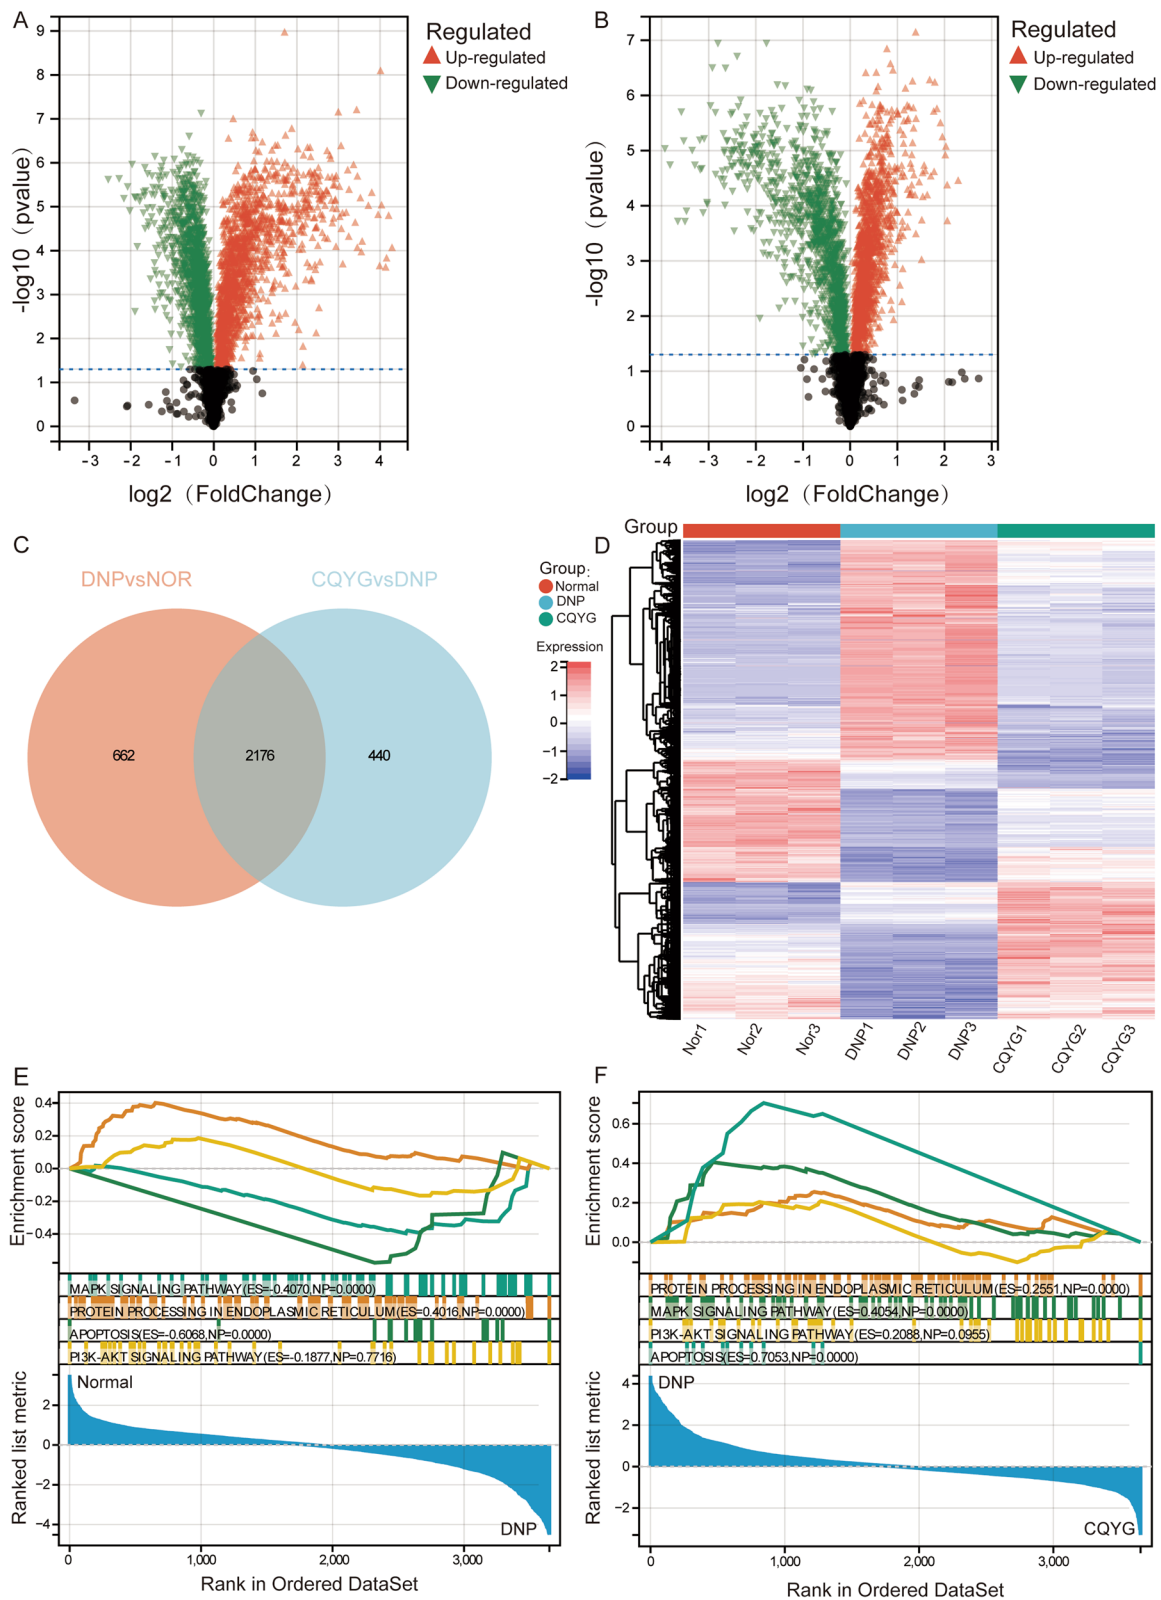 A
Regulated
Up-regulated
Down-regulated
9
8
7
6
5
4
3
2
1
0
-log10（pvalue）
-3 -2 -1 0 1 2 3 4
log2（FoldChange）
B
Regulated
Up-regulated
Down-regulated
7
6
5
4
3
2
1
0
-log10（pvalue）
-4 -3 -2 -1 0 1 2 3
log2（FoldChange）
C
DNPvsNOR
CQYGvsDNP
662
2176
440
D
Group
Group:
Normal
DNP
CQYG
Expression
2
1
0
-1
-2
Nor1 Nor2 Nor3 DNP1 DNP2 DNP3 CQYG1 CQYG2 CQYG3
E
Enrichment score
0.4
0.2
0.0
-0.2
-0.4
MAPK SIGNALING PATHWAY(ES=-0.4070,NP=0.0000)
PROTEIN PROCESSING IN ENDOPLASMIC RETICULUM(ES=0.4016,NP=0.0000)
APOPTOSIS(ES=-0.6068,NP=0.0000)
PI3K-AKT SIGNALING PATHWAY(ES=-0.1877,NP=0.7716)
Ranked list metric
Normal
2
0
-2
-4
DNP
0 1,000 2,000 3,000
Rank in Ordered DataSet
F
Enrichment score
0.6
0.4
0.2
0.0
PROTEIN PROCESSING IN ENDOPLASMIC RETICULUM(ES=0.2551,NP=0.0000)
MAPK SIGNALING PATHWAY(ES=0.4054,NP=0.0000)
PI3K-AKT SIGNALING PATHWAY(ES=0.2088,NP=0.0955)
APOPTOSIS(ES=0.7053,NP=0.0000)
Ranked list metric
DNP
4
2
0
-2
CQYG
0 1,000 2,000 3,000
Rank in Ordered DataSet